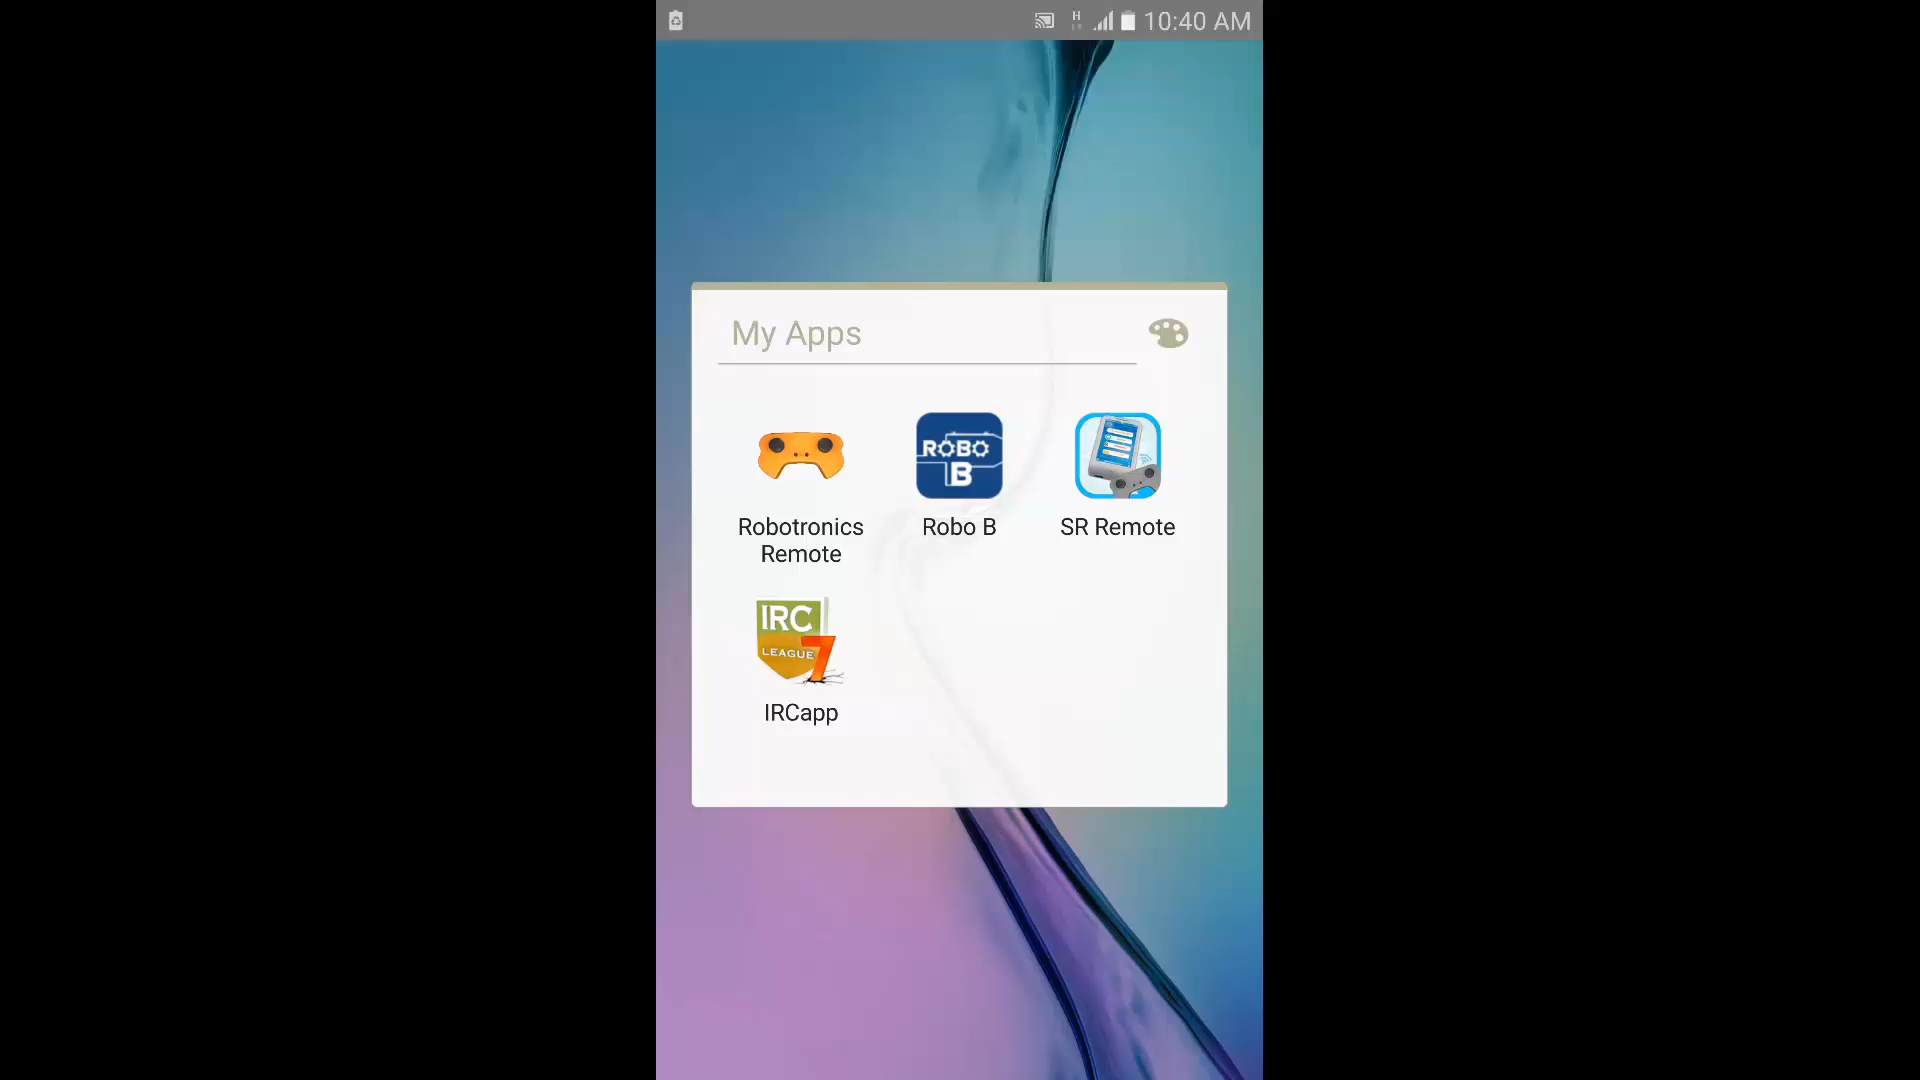 H
10:40 AM
My Apps
ROBO
B
Robotronics
Remote
Robo B
SR Remote
IRC
LEAGUE 7
IRCapp